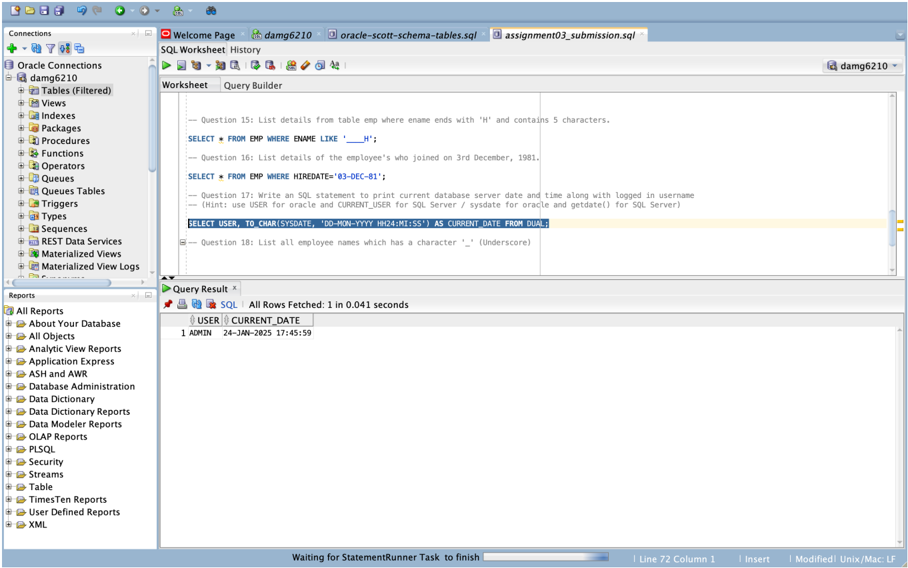 Connections
Welcome Page
damg6210
oracle-scott-schema-tables.sql
assignment03_submission.sql
SQL Worksheet History
damg6210
Worksheet Query Builder
Oracle Connections
damg6210
Tables (Filtered)
Views
Indexes
Packages
Procedures
Functions
Operators
Queues
Queues Tables
Triggers
Types
Sequences
REST Data Services
Materialized Views
Materialized View Logs
-- Question 15: List details from table emp where ename ends with 'H' and contains 5 characters.
SELECT * FROM EMP WHERE ENAME LIKE '____H';
-- Question 16: List details of the employee's who joined on 3rd December, 1981.
SELECT * FROM EMP WHERE HIREDATE='03-DEC-81';
-- Question 17: Write an SQL statement to print current database server date and time along with logged in username
-- (Hint: use USER for oracle and CURRENT_USER for SQL Server / sysdate for oracle and getdate() for SQL Server)
SELECT USER, TO_CHAR(SYSDATE, 'DD-MON-YYYY HH24:MI:SS') AS CURRENT_DATE FROM DUAL;
-- Question 18: List all employee names which has a character '_' (Underscore)
Reports
All Reports
About Your Database
All Objects
Analytic View Reports
Application Express
ASH and AWR
Database Administration
Data Dictionary
Data Dictionary Reports
Data Modeler Reports
OLAP Reports
PLSQL
Security
Streams
Table
TimesTen Reports
User Defined Reports
XML
Query Result
SQL All Rows Fetched: 1 in 0.041 seconds
USER CURRENT_DATE
1 ADMIN 24-JAN-2025 17:45:59
Waiting for StatementRunner Task to finish
Line 72 Column 1
Insert
Modified
Unix/Mac: LF